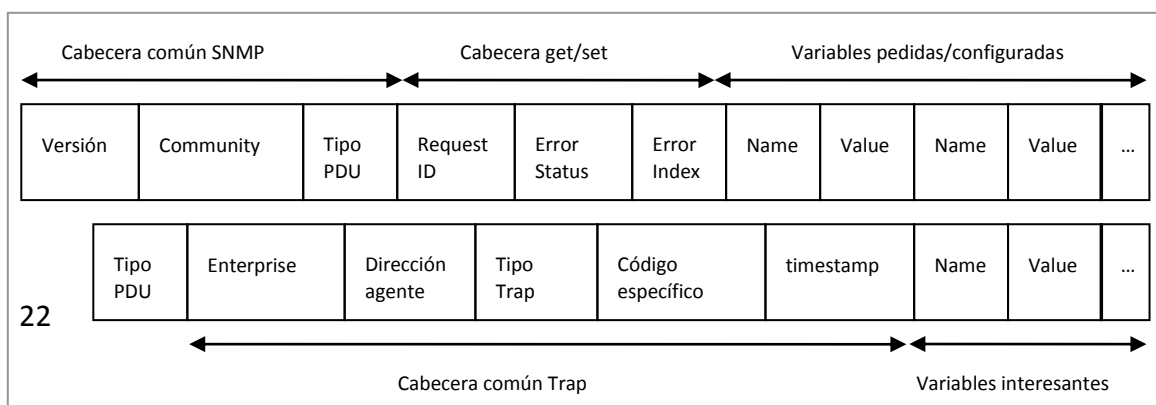 Cabecera común SNMP Cabecera get/set Variables pedidas/configuradas
Versión Community Tipo PDU Request ID Error Status Error Index Name Value Name Value ...
Tipo PDU Enterprise Dirección agente Tipo Trap Código específico timestamp Name Value ...
22
Cabecera común Trap Variables interesantes